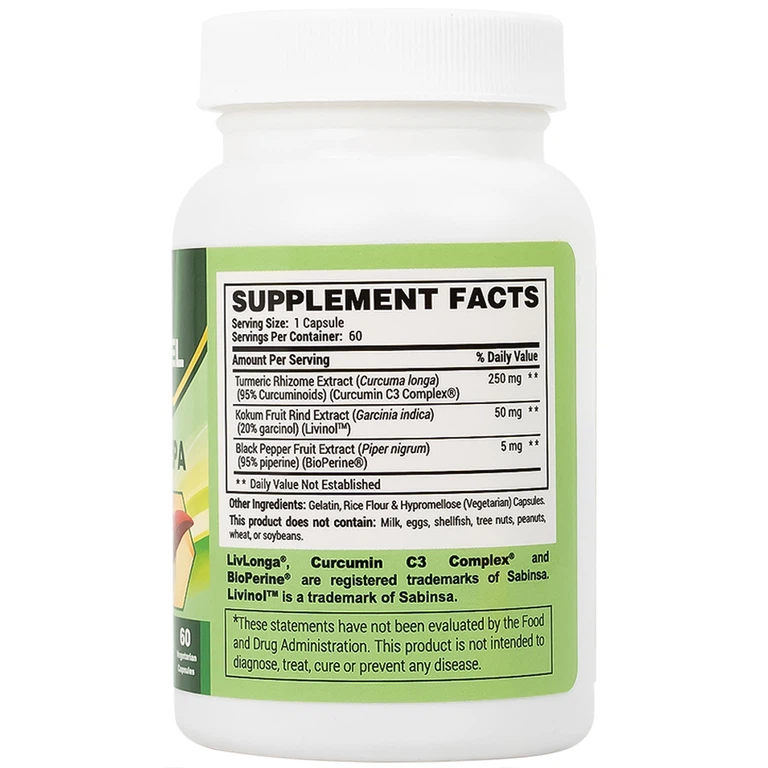 SUPPLEMENT FACTS
Serving Size: 1 Capsule
Servings Per Container: 60
Amount Per Serving % Daily Value
Turmeric Rhizome Extract (Curcuma longa) 250 mg **
(95% Curcuminoids) (Curcumin C3 Complex®)
Kokum Fruit Rind Extract (Garcinia indica) 50 mg **
(20% garcinol) (Livinol™)
Black Pepper Fruit Extract (Piper nigrum) 5 mg **
(95% piperine) (BioPerine®)
** Daily Value Not Established
Other Ingredients: Gelatin, Rice Flour & Hypromellose (Vegetarian) Capsules.
This product does not contain: Milk, eggs, shellfish, tree nuts, peanuts,
wheat, or soybeans.
LivLonga®, Curcumin C3 Complex® and
BioPerine® are registered trademarks of Sabinsa.
Livinol™ is a trademark of Sabinsa.
*These statements have not been evaluated by the Food
and Drug Administration. This product is not intended to
diagnose, treat, cure or prevent any disease.
EL
PA
60
Vegetarian
Capsules